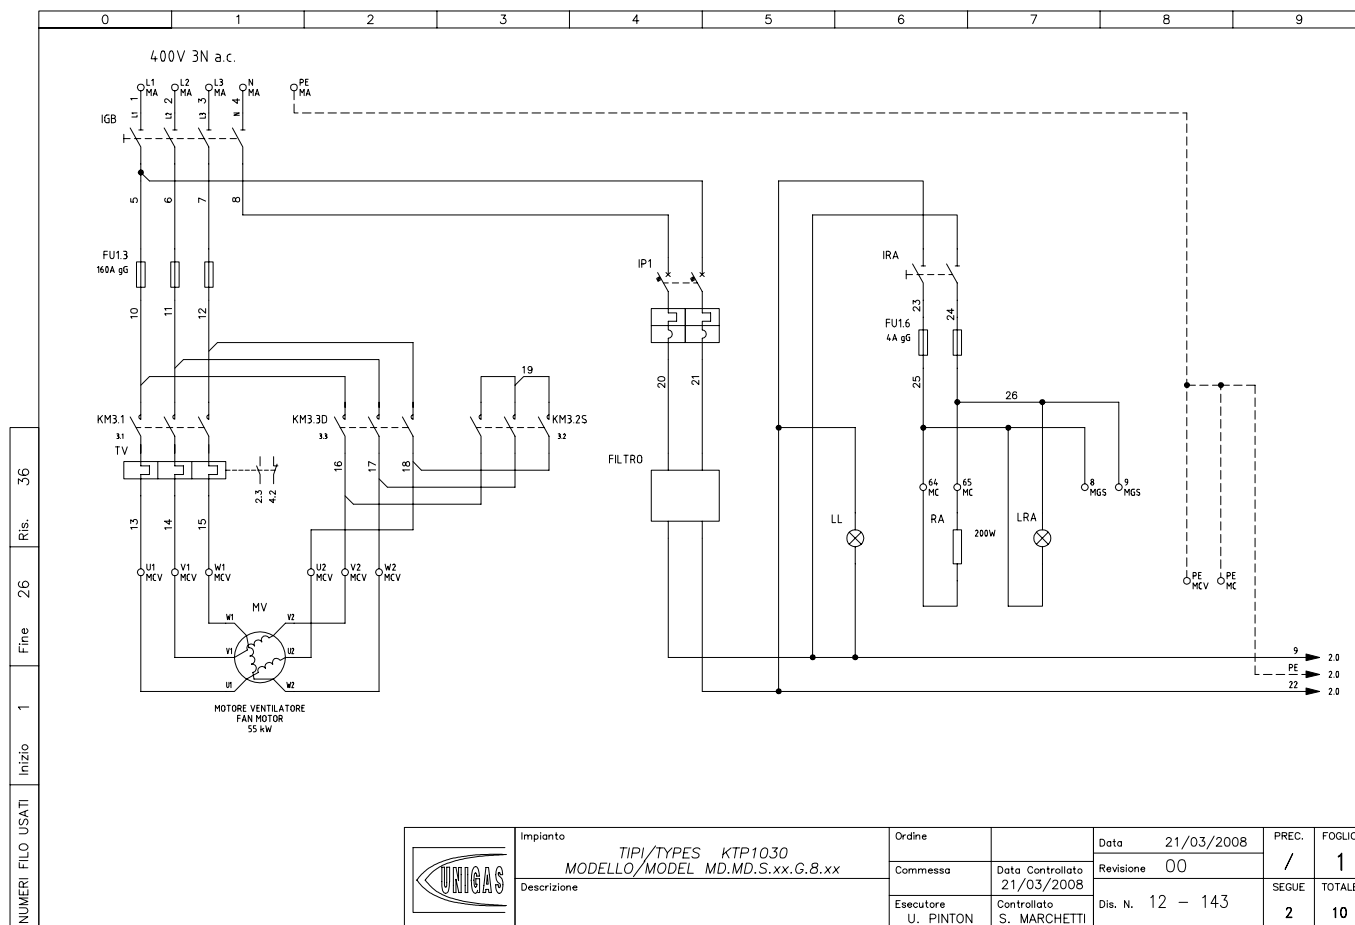 0 1 2 3 4 5 6 7 8 9
400V 3N a.c.
L1 MA
L2 MA
L3 MA
N MA
PE MA
1 2 3 4
L1 L2 L3 N
IGB
5 6 7 8
FU1.3
160A gG
10 11 12
IP1
IRA
23 24
FU1.6
4A gG
20 21
25
26
19
KM3.1
3.1
KM3.3D
3.3
KM3.2S
3.2
TV
2.3
4.2
16 17 18
FILTRO
13 14 15
64 MC
65 MC
8 MGS
9 MGS
LL
RA
200W
LRA
U1 MCV
V1 MCV
W1 MCV
U2 MCV
V2 MCV
W2 MCV
PE MCV
PE MC
MV
W1 V2
V1 U2
U1 W2
MOTORE VENTILATORE
FAN MOTOR
55 kW
9 2.0
PE 2.0
22 2.0
NUMERI FILO USATI
Inizio 1
Fine 26
Ris. 36
UNIGAS
Impianto
TIPI/TYPES KTP1030
MODELLO/MODEL MD.MD.S.xx.G.8.xx
Descrizione
Ordine
Commessa
Esecutore
U. PINTON
Data Controllato
21/03/2008
Controllato
S. MARCHETTI
Data 21/03/2008
Revisione 00
Dis. N. 12 - 143
PREC.
/
SEGUE
2
FOGLIO
1
TOTALE
10